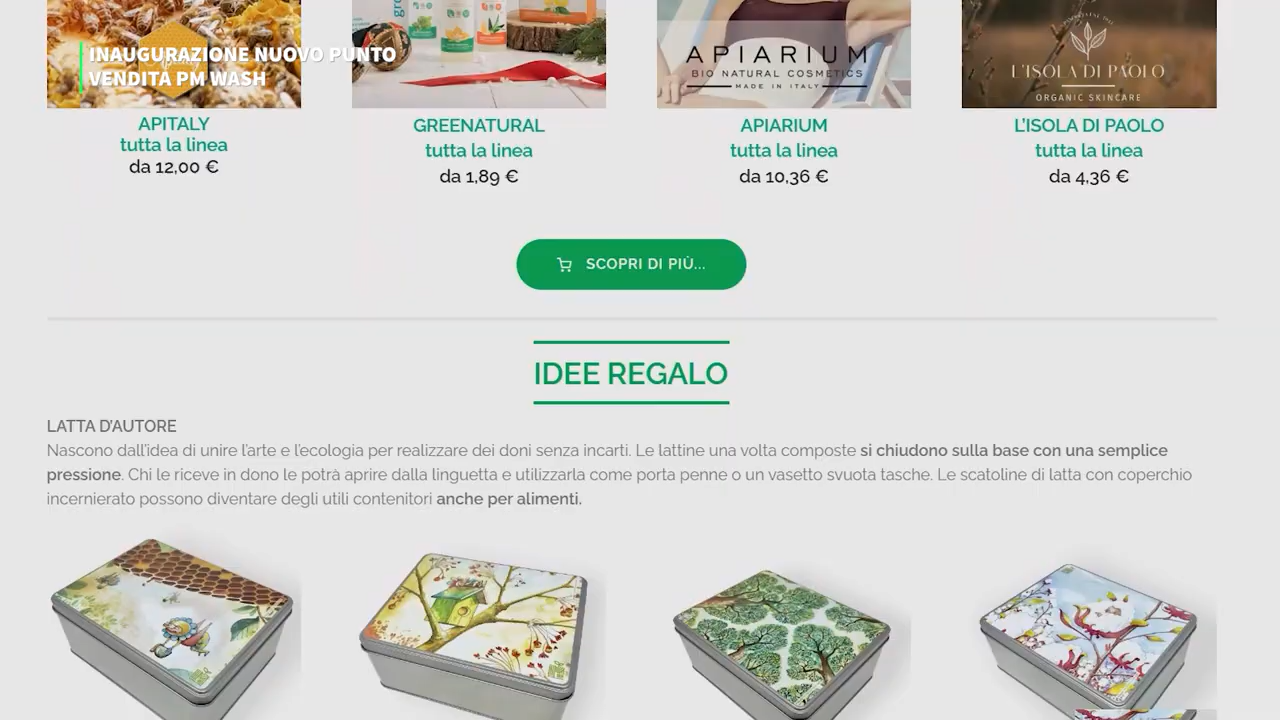 INAUGURAZIONE NUOVO PUNTO
VENDITA PM WASH
APIARIUM
BIO NATURAL COSMETICS
MADE IN ITALY
L'ISOLA DI PAOLO
ORGANIC SKINCARE
APITALY
tutta la linea
da 12,00 €
GREENATURAL
tutta la linea
da 1,89 €
APIARIUM
tutta la linea
da 10,36 €
L'ISOLA DI PAOLO
tutta la linea
da 4,36 €
SCOPRI DI PIÙ...
IDEE REGALO
LATTA D'AUTORE
Nascono dall'idea di unire l'arte e l'ecologia per realizzare dei doni senza incarti. Le lattine una volta composte si chiudono sulla base con una semplice
pressione. Chi le riceve in dono le potrà aprire dalla linguetta e utilizzarla come porta penne o un vasetto svuota tasche. Le scatoline di latta con coperchio
incernierato possono diventare degli utili contenitori anche per alimenti.